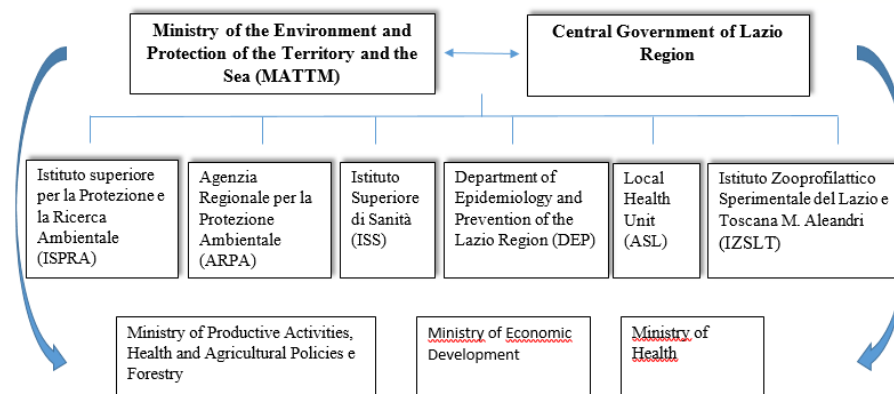 Ministry of the Environment and
Protection of the Territory and the
Sea (MATTM)
Central Government of Lazio
Region
Istituto superiore
per la Protezione e
la Ricerca
Ambientale
(ISPRA)
Agenzia
Regionale per la
Protezione
Ambientale
(ARPA)
Istituto
Superiore
di Sanità
(ISS)
Department of
Epidemiology and
Prevention of the
Lazio Region (DEP)
Local
Health
Unit
(ASL)
Istituto Zooprofilattico
Sperimentale del Lazio e
Toscana M. Aleandri
(IZSLT)
Ministry of Productive Activities,
Health and Agricultural Policies e
Forestry
Ministry of Economic
Development
Ministry of
Health